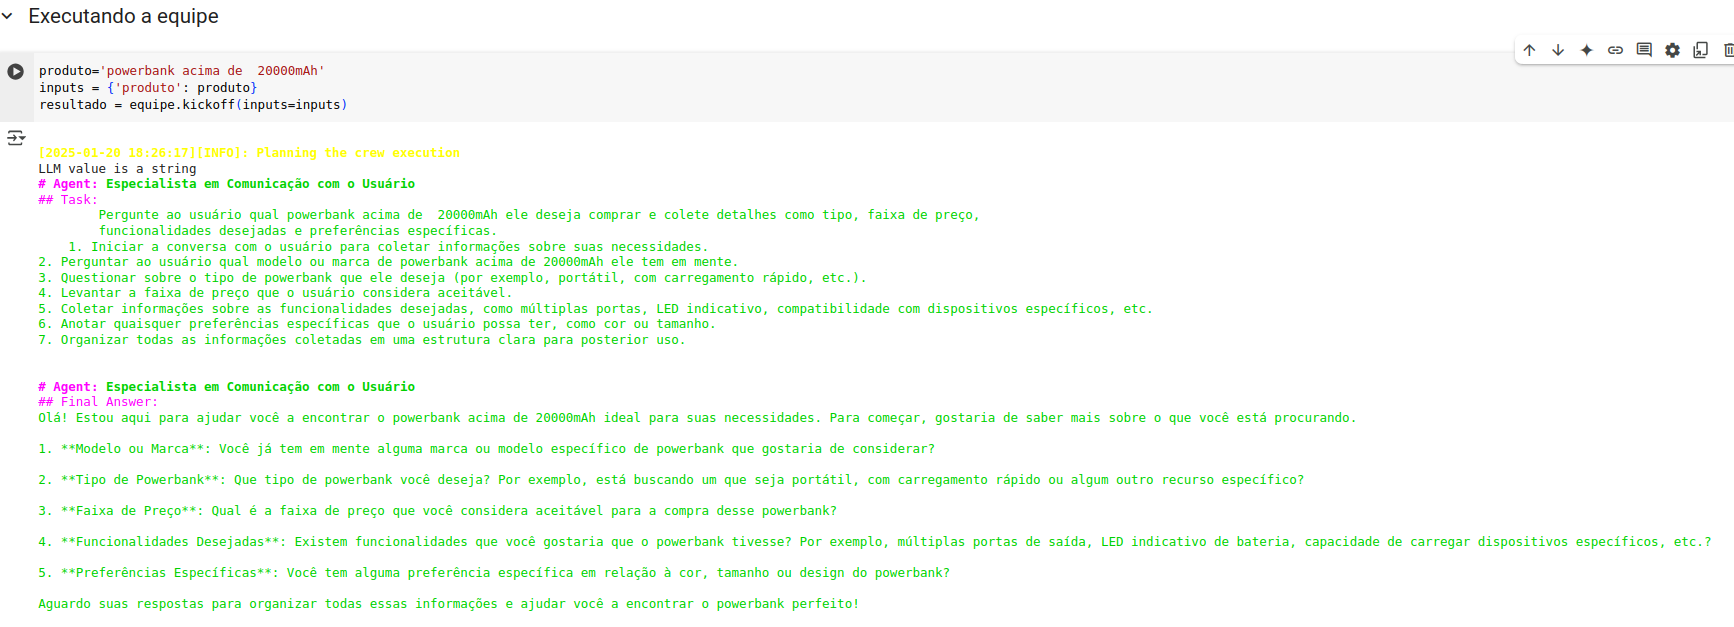 Executando a equipe
produto='powerbank acima de  20000mAh'
inputs = {'produto': produto}
resultado = equipe.kickoff(inputs=inputs)
[2025-01-20 18:26:17][INFO]: Planning the crew execution
LLM value is a string
# Agent: Especialista em Comunicação com o Usuário
## Task:
Pergunte ao usuário qual powerbank acima de  20000mAh ele deseja comprar e colete detalhes como tipo, faixa de preço,
funcionalidades desejadas e preferências específicas.
1. Iniciar a conversa com o usuário para coletar informações sobre suas necessidades.
2. Perguntar ao usuário qual modelo ou marca de powerbank acima de 20000mAh ele tem em mente.
3. Questionar sobre o tipo de powerbank que ele deseja (por exemplo, portátil, com carregamento rápido, etc.).
4. Levantar a faixa de preço que o usuário considera aceitável.
5. Coletar informações sobre as funcionalidades desejadas, como múltiplas portas, LED indicativo, compatibilidade com dispositivos específicos, etc.
6. Anotar quaisquer preferências específicas que o usuário possa ter, como cor ou tamanho.
7. Organizar todas as informações coletadas em uma estrutura clara para posterior uso.
# Agent: Especialista em Comunicação com o Usuário
## Final Answer:
Olá! Estou aqui para ajudar você a encontrar o powerbank acima de 20000mAh ideal para suas necessidades. Para começar, gostaria de saber mais sobre o que você está procurando.
1. **Modelo ou Marca**: Você já tem em mente alguma marca ou modelo específico de powerbank que gostaria de considerar?
2. **Tipo de Powerbank**: Que tipo de powerbank você deseja? Por exemplo, está buscando um que seja portátil, com carregamento rápido ou algum outro recurso específico?
3. **Faixa de Preço**: Qual é a faixa de preço que você considera aceitável para a compra desse powerbank?
4. **Funcionalidades Desejadas**: Existem funcionalidades que você gostaria que o powerbank tivesse? Por exemplo, múltiplas portas de saída, LED indicativo de bateria, capacidade de carregar dispositivos específicos, etc.?
5. **Preferências Específicas**: Você tem alguma preferência específica em relação à cor, tamanho ou design do powerbank?
Aguardo suas respostas para organizar todas essas informações e ajudar você a encontrar o powerbank perfeito!